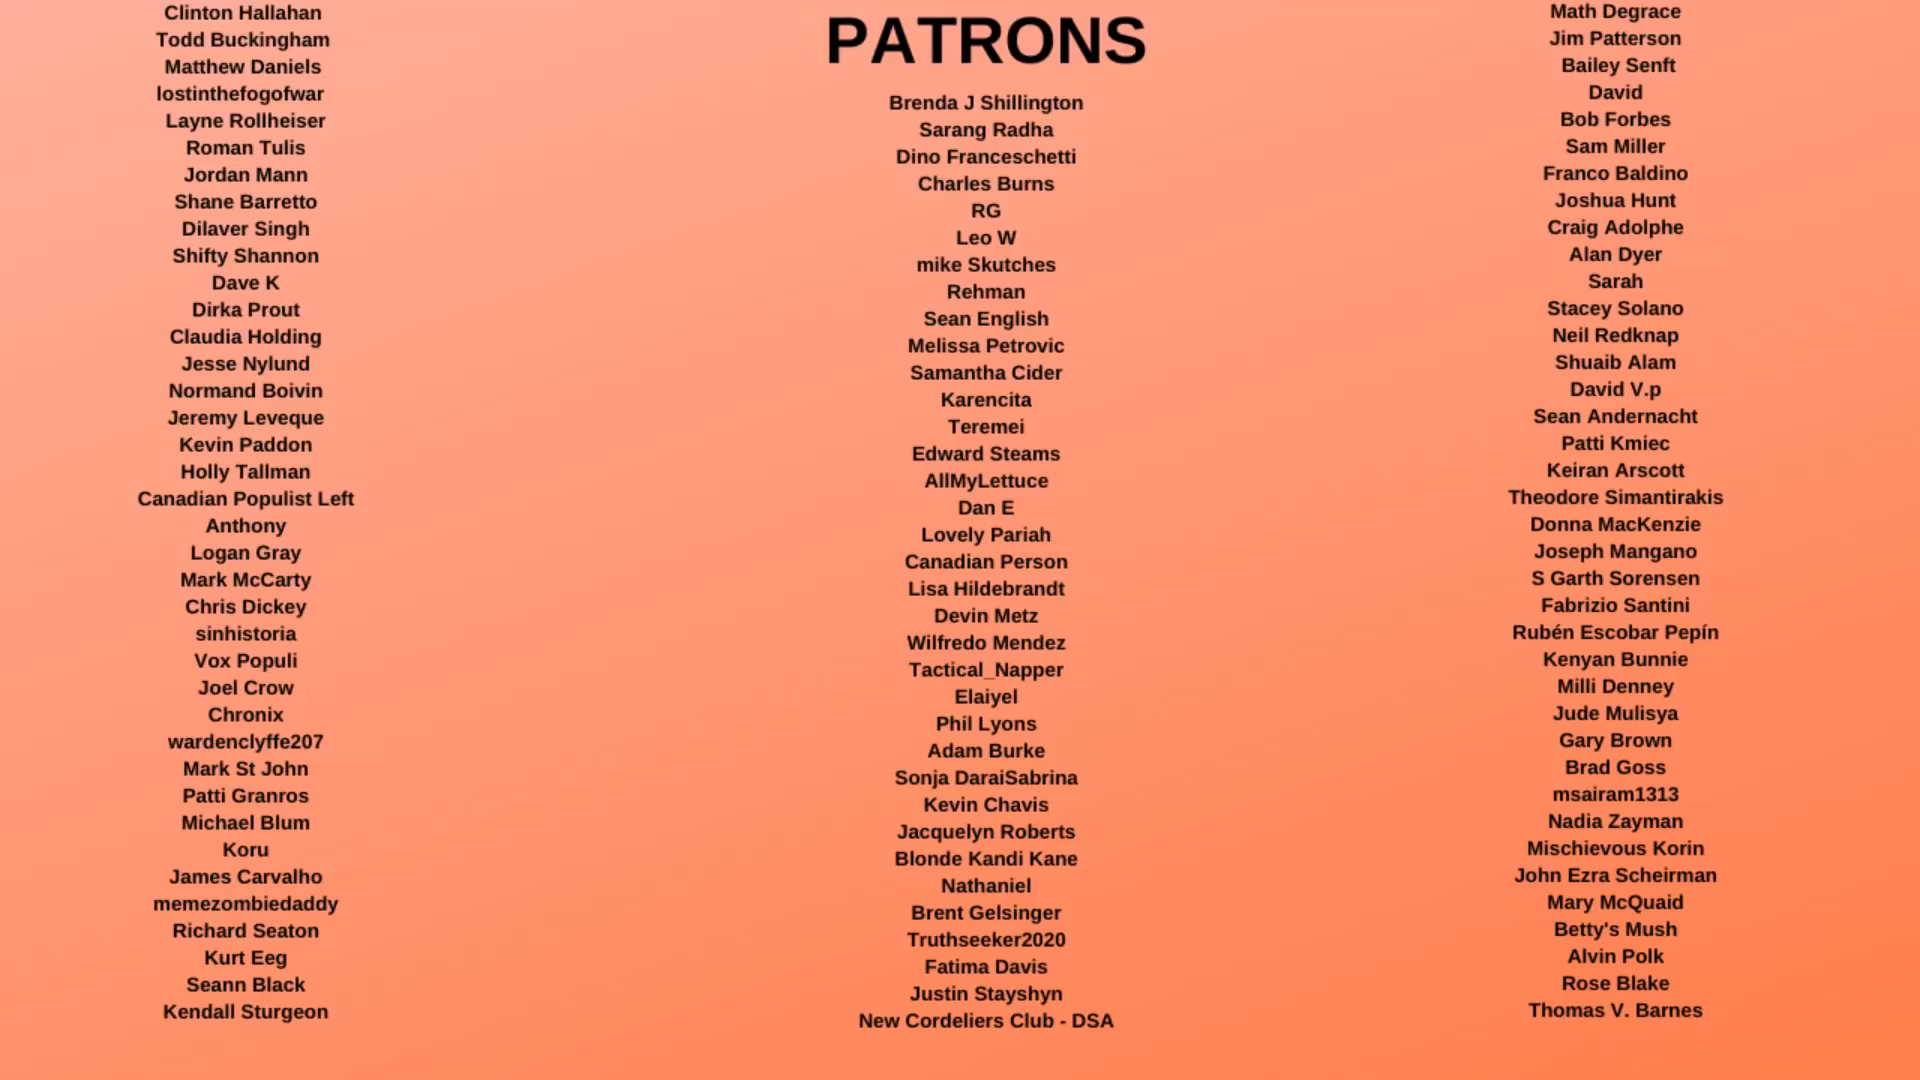 Clinton Hallahan
Todd Buckingham
Matthew Daniels
lostinthefogofwar
Layne Rollheiser
Roman Tulis
Jordan Mann
Shane Barretto
Dilaver Singh
Shifty Shannon
Dave K
Dirka Prout
Claudia Holding
Jesse Nylund
Normand Boivin
Jeremy Leveque
Kevin Paddon
Holly Tallman
Canadian Populist Left
Anthony
Logan Gray
Mark McCarty
Chris Dickey
sinhistoria
Vox Populi
Joel Crow
Chronix
wardenclyffe207
Mark St John
Patti Granros
Michael Blum
Koru
James Carvalho
memezombiedaddy
Richard Seaton
Kurt Eeg
Seann Black
Kendall Sturgeon
PATRONS
Brenda J Shillington
Sarang Radha
Dino Franceschetti
Charles Burns
RG
Leo W
mike Skutches
Rehman
Sean English
Melissa Petrovic
Samantha Cider
Karencita
Teremei
Edward Steams
AllMyLettuce
Dan E
Lovely Pariah
Canadian Person
Lisa Hildebrandt
Devin Metz
Wilfredo Mendez
Tactical_Napper
Elaiyel
Phil Lyons
Adam Burke
Sonja DaraiSabrina
Kevin Chavis
Jacquelyn Roberts
Blonde Kandi Kane
Nathaniel
Brent Gelsinger
Truthseeker2020
Fatima Davis
Justin Stayshyn
New Cordeliers Club - DSA
Math Degrace
Jim Patterson
Bailey Senft
David
Bob Forbes
Sam Miller
Franco Baldino
Joshua Hunt
Craig Adolphe
Alan Dyer
Sarah
Stacey Solano
Neil Redknap
Shuaib Alam
David V.p
Sean Andernacht
Patti Kmiec
Keiran Arscott
Theodore Simantirakis
Donna MacKenzie
Joseph Mangano
S Garth Sorensen
Fabrizio Santini
Rubén Escobar Pepín
Kenyan Bunnie
Milli Denney
Jude Mulisya
Gary Brown
Brad Goss
msairam1313
Nadia Zayman
Mischievous Korin
John Ezra Scheirman
Mary McQuaid
Betty's Mush
Alvin Polk
Rose Blake
Thomas V. Barnes